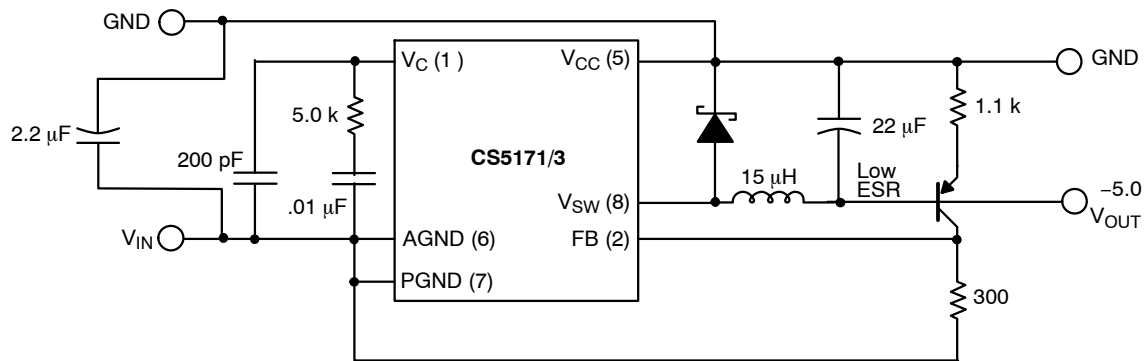 GND
V_C (1 )
V_CC (5)
GND
2.2 μF
5.0 k
1.1 k
22 μF
200 pF
CS5171/3
.01 μF
15 μH
Low
ESR
−5.0
V_OUT
V_SW (8)
V_IN
AGND (6)
FB (2)
PGND (7)
300